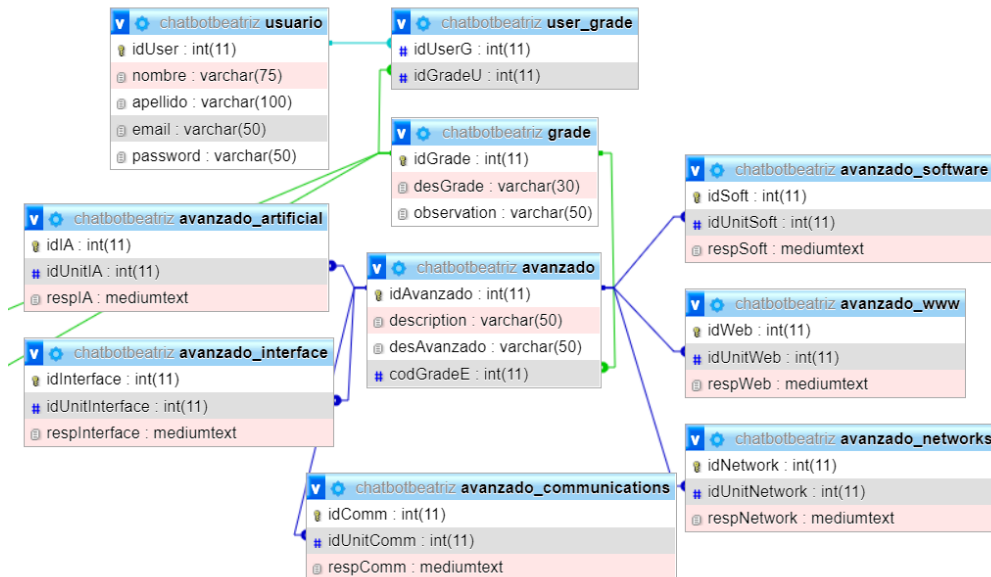 chatbotbeatriz usuario
idUser : int(11)
nombre : varchar(75)
apellido : varchar(100)
email : varchar(50)
password : varchar(50)
chatbotbeatriz user_grade
idUserG : int(11)
idGradeU : int(11)
chatbotbeatriz grade
idGrade : int(11)
desGrade : varchar(30)
observation : varchar(50)
chatbotbeatriz avanzado_artificial
idIA : int(11)
idUnitIA : int(11)
respIA : mediumtext
chatbotbeatriz avanzado
idAvanzado : int(11)
description : varchar(50)
desAvanzado : varchar(50)
codGradeE : int(11)
chatbotbeatriz avanzado_software
idSoft : int(11)
idUnitSoft : int(11)
respSoft : mediumtext
chatbotbeatriz avanzado_www
idWeb : int(11)
idUnitWeb : int(11)
respWeb : mediumtext
chatbotbeatriz avanzado_interface
idInterface : int(11)
idUnitInterface : int(11)
respInterface : mediumtext
chatbotbeatriz avanzado_networks
idNetwork : int(11)
idUnitNetwork : int(11)
respNetwork : mediumtext
chatbotbeatriz avanzado_communications
idComm : int(11)
idUnitComm : int(11)
respComm : mediumtext